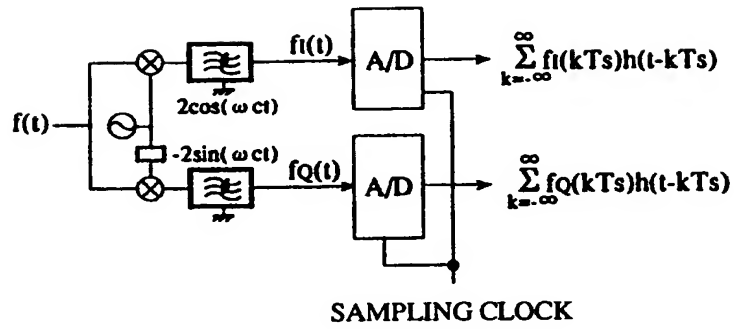 fI(t)
A/D
∞
∑ fI(kTs)h(t-kTs)
k=-∞
2cos(ωct)
f(t)
-2sin(ωct)
fQ(t)
A/D
∞
∑ fQ(kTs)h(t-kTs)
k=-∞
SAMPLING CLOCK